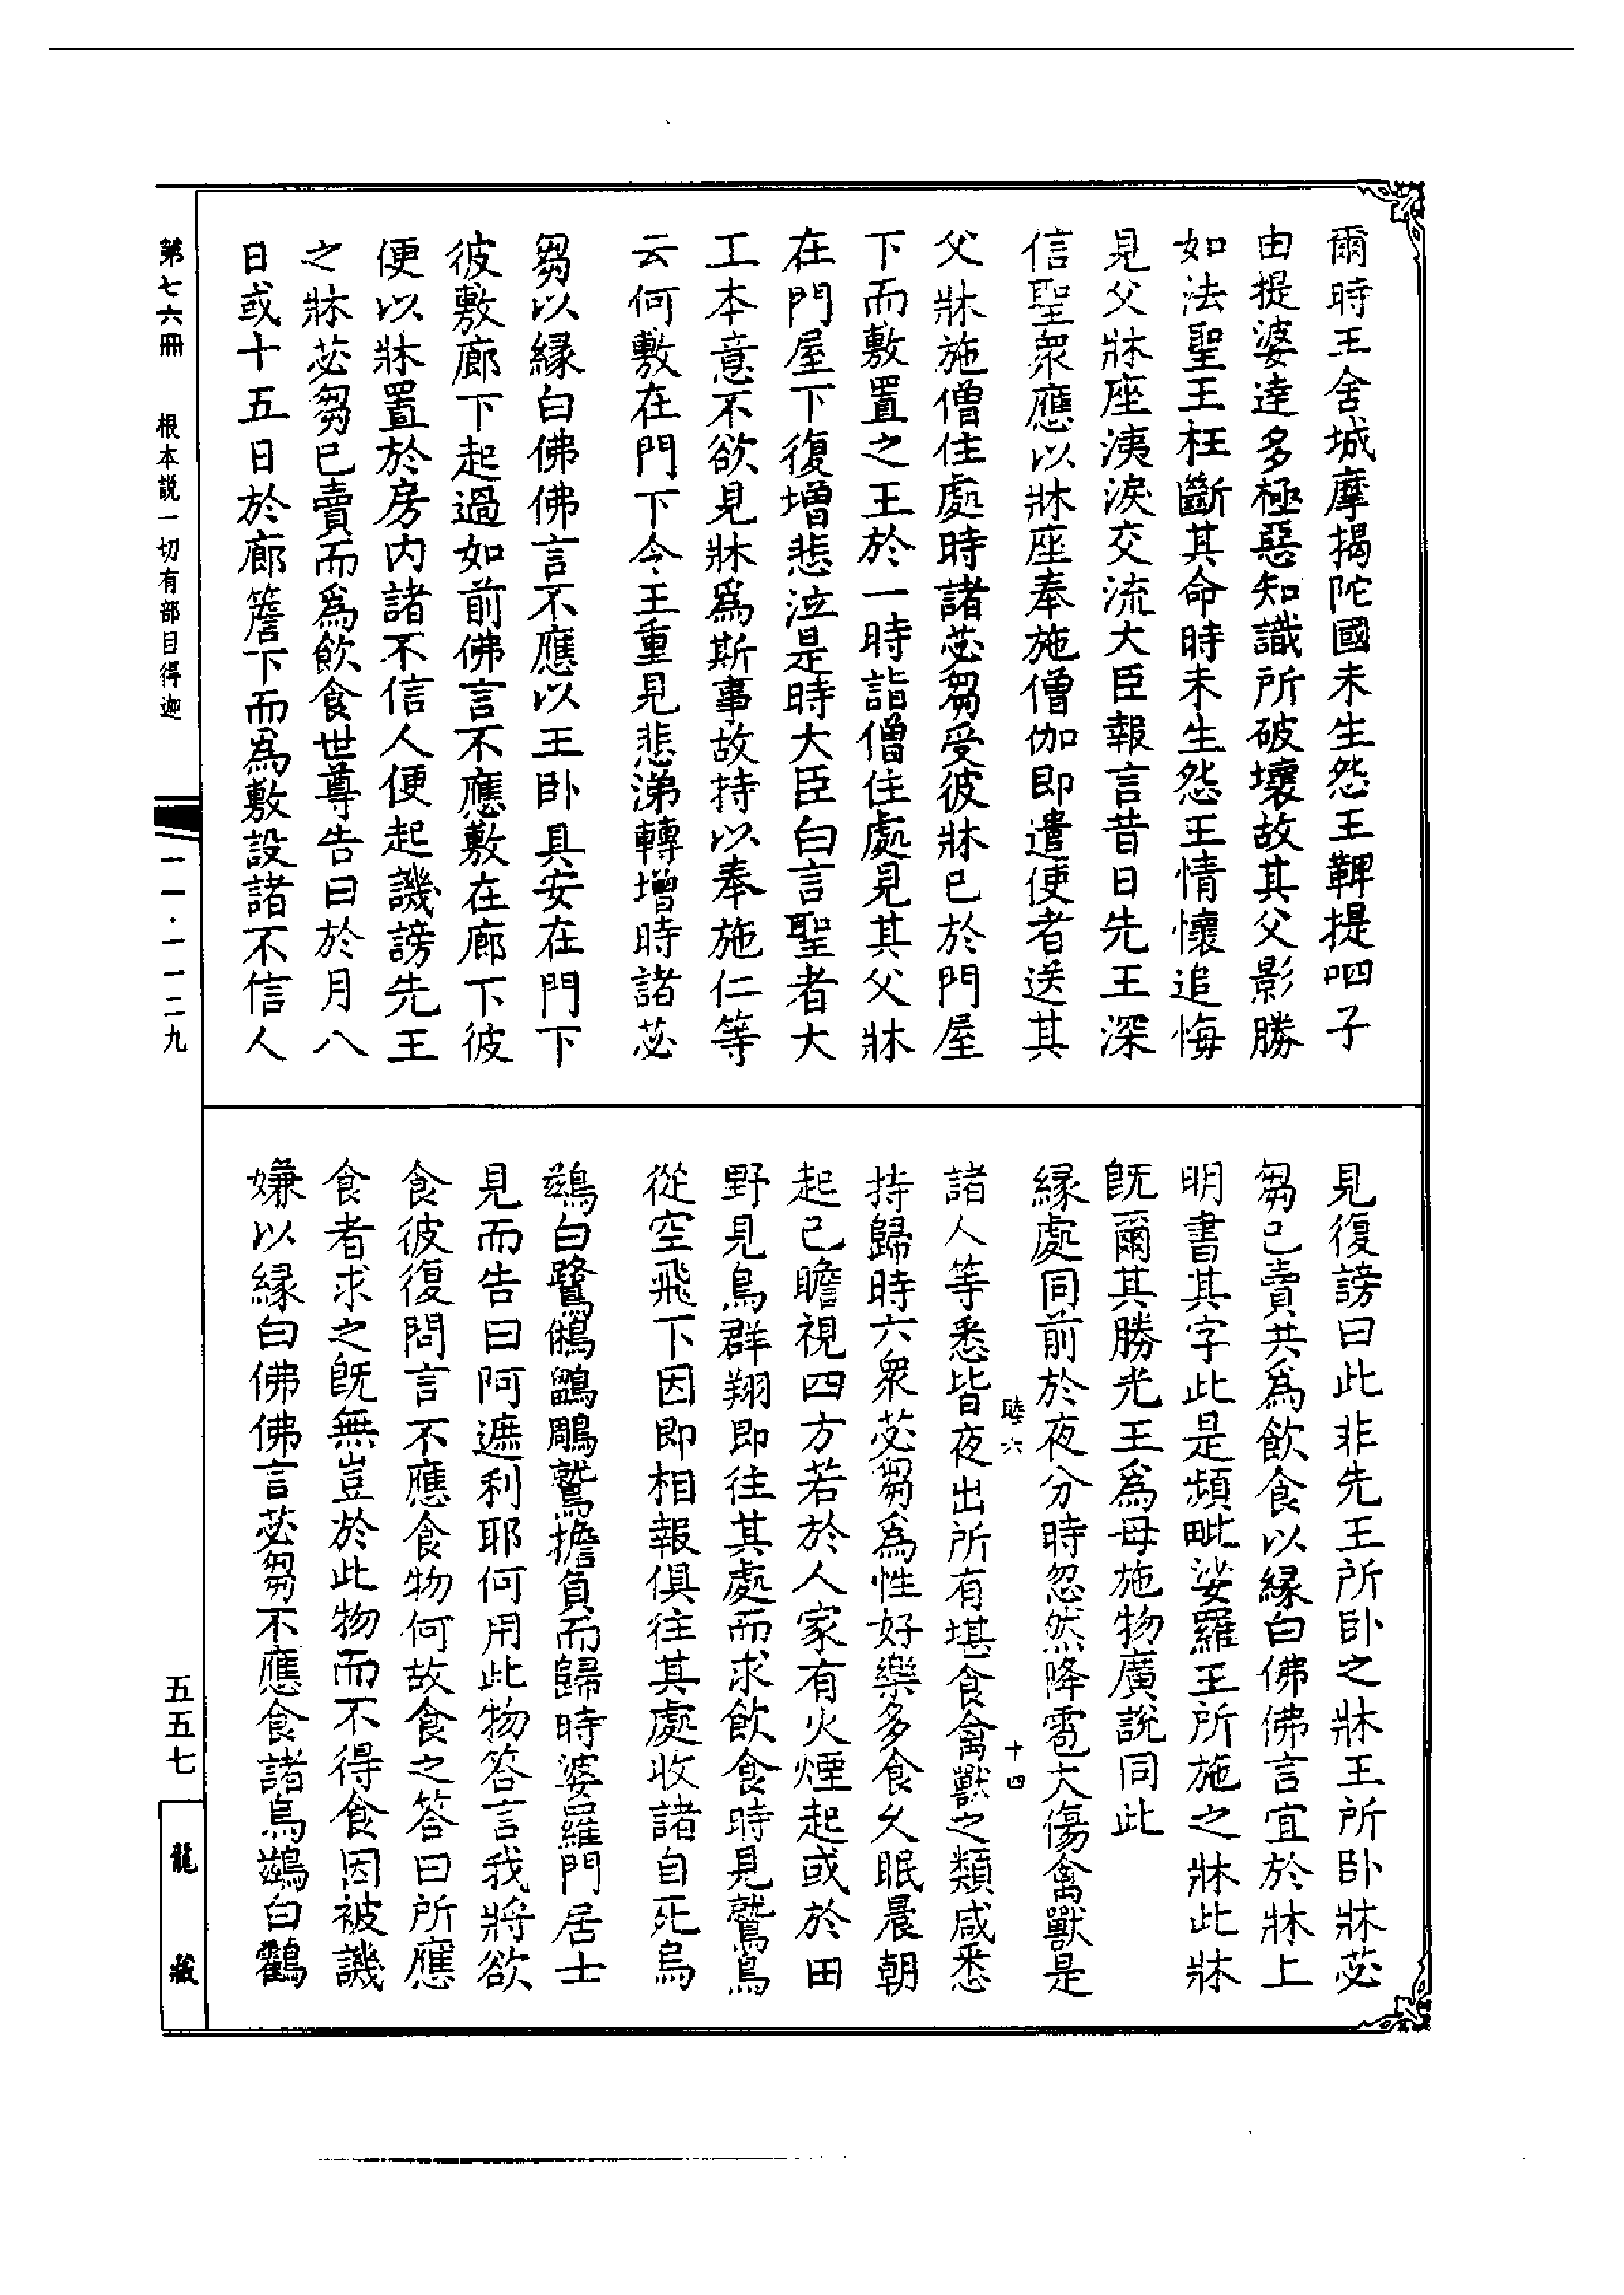 爾時王舍城摩揭陀國未生怨王鞞提呬子
由提婆達多極惡知識所破壞故其父影勝
如法聖王枉斷其命時未生怨王情懷追悔
見父牀座洟淚交流大臣報言昔日先王深
信聖眾應以牀座奉施僧伽即遣使者送其
父牀施僧住處時諸苾芻受彼牀已於門屋
下而敷置之王於一時詣僧住處見其父牀
在門屋下復增悲泣是時大臣白言聖者大
工本意不欲見牀為斯事故持以奉施仁等
云何敷在門下令王重見悲涕轉增時諸苾
芻以緣白佛佛言不應以王卧具安在門下
彼敷廊下起過如前佛言不應敷在廊下彼
便以牀置於房內諸不信人便起譏謗先王
之牀苾芻已賣而為飲食世尊告曰於月八
日或十五日於廊簷下而為敷設諸不信人
見復謗曰此非先王所卧之牀王所卧牀苾
芻已賣共為飲食以緣白佛佛言宜於牀上
明書其字此是頻毗娑羅王所施之牀此牀
既爾其勝光王為母施物廣說同此
緣處同前於夜分時忽然降雹大傷禽獸是
睦六 十四
諸人等悉皆夜出所有堪食禽獸之類咸悉
持歸時六眾苾芻為性好樂多食久眠晨朝
起已瞻視四方若於人家有火煙起或於田
野見鳥群翔即往其處而求飲食時見鷲鳥
從空飛下因即相報俱往其處收諸自死烏
鷀白鷺鵂鶹鵰鷲擔負而歸時婆羅門居士
見而告曰阿遮利耶何用此物答言我將欲
食彼復問言不應食物何故食之答曰所應
食者求之既無豈於此物而不得食因被譏
嫌以緣白佛佛言苾芻不應食諸烏鷀白鸛
第七六冊 根本說一切有部目得迦
一一·一一二九
五五七
龍藏